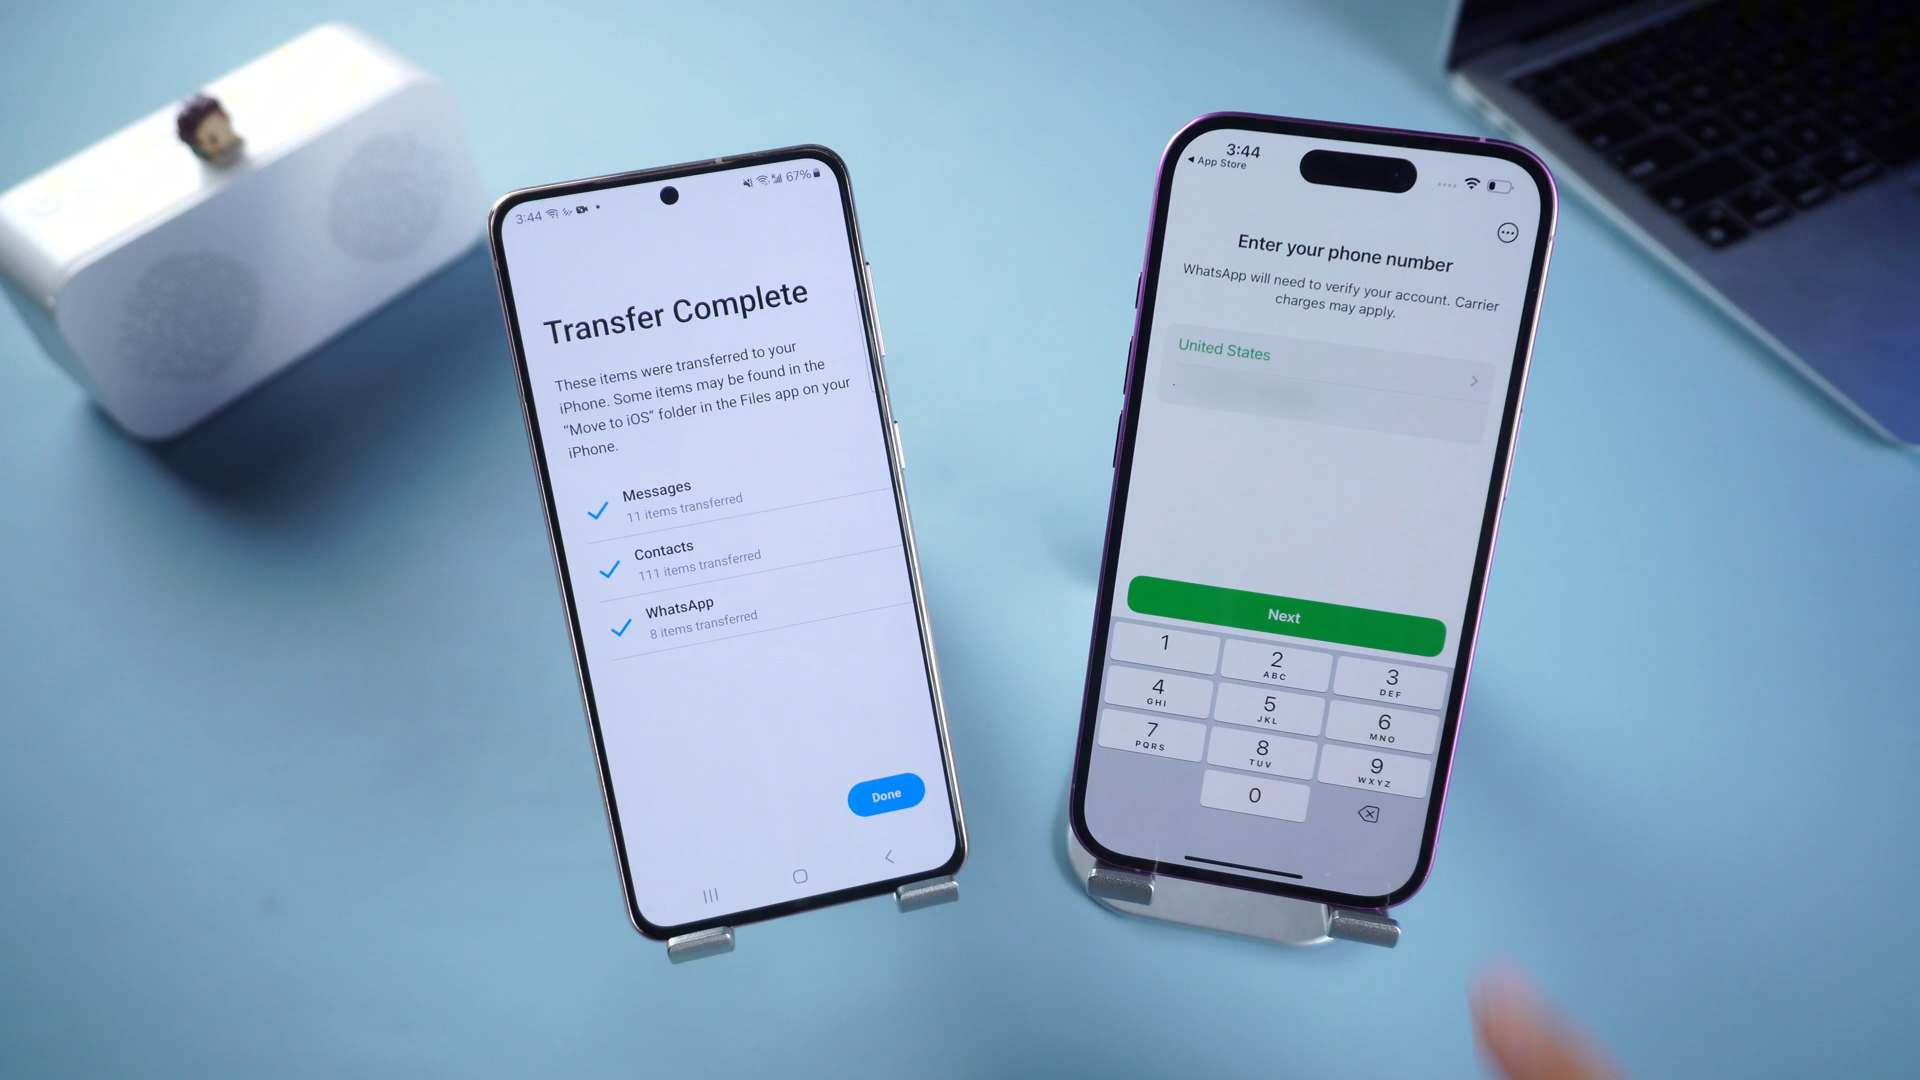 3:44
67%
Transfer Complete
These items were transferred to your
iPhone. Some items may be found in the
“Move to iOS” folder in the Files app on your
iPhone.
Messages
11 items transferred
Contacts
111 items transferred
WhatsApp
8 items transferred
Done
3:44
App Store
Enter your phone number
WhatsApp will need to verify your account. Carrier
charges may apply.
United States
Next
1
2
ABC
3
DEF
4
GHI
5
JKL
6
MNO
7
PQRS
8
TUV
9
WXYZ
0